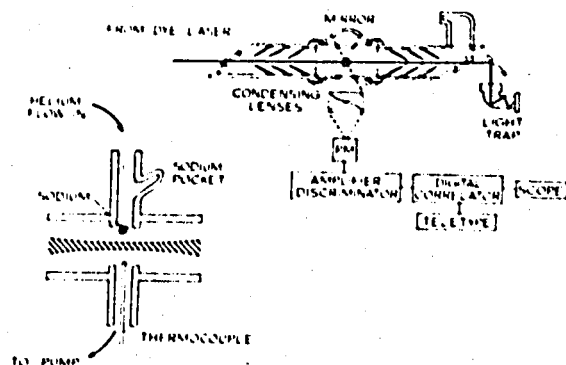 MIRROR
FROM DYE LASER
CONDENSING
LENSES
LIGHT
TRAP
PM
AMPLIFIER
DISCRIMINATOR
DIGITAL
CORRELATOR
SCOPE
TELETYPE
HELIUM
FLOW IN
SODIUM
POCKET
SODIUM
THERMOCOUPLE
TO PUMP